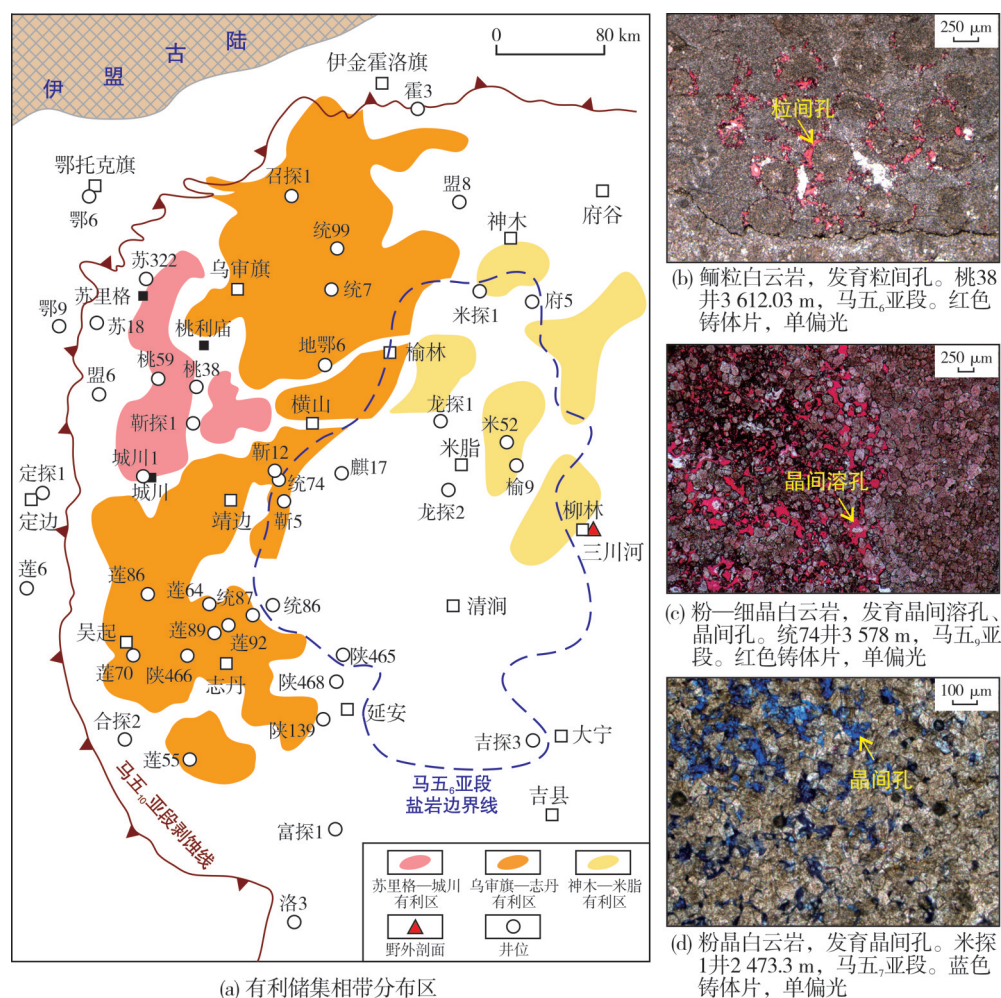 伊盟古陆
0 80 km
伊金霍洛旗
霍3
鄂托克旗
鄂6
召探1
盟8
府谷
神木
统99
苏322
乌审旗
苏里格
统7
米探1
府5
鄂9
苏18
桃利庙
榆林
地鄂6
桃59
桃38
盟6
横山
龙探1
靳探1
米52
靳12
麒17
米脂
城川1
城川
统74
榆9
定探1
定边
靖边
靳5
龙探2
柳林
三川河
莲6
莲86
莲64
统87
统86
清涧
吴起
莲89
莲92
莲70
陕466
志丹
陕465
陕468
延安
合探2
陕139
吉探3
大宁
莲55
马五₆亚段
盐岩边界线
吉县
马五₁₀亚段剥蚀线
富探1
洛3
苏里格—城川
有利区
乌审旗—志丹
有利区
神木—米脂
有利区
野外剖面
井位
(a) 有利储集相带分布区
250 μm
粒间孔
(b) 鲕粒白云岩，发育粒间孔。桃38
井3 612.03 m，马五₆亚段。红色
铸体片，单偏光
250 μm
晶间溶孔
(c) 粉—细晶白云岩，发育晶间溶孔、
晶间孔。统74井3 578 m，马五₉亚
段。红色铸体片，单偏光
100 μm
晶间孔
(d) 粉晶白云岩，发育晶间孔。米探
1井2 473.3 m，马五₇亚段。蓝色
铸体片，单偏光